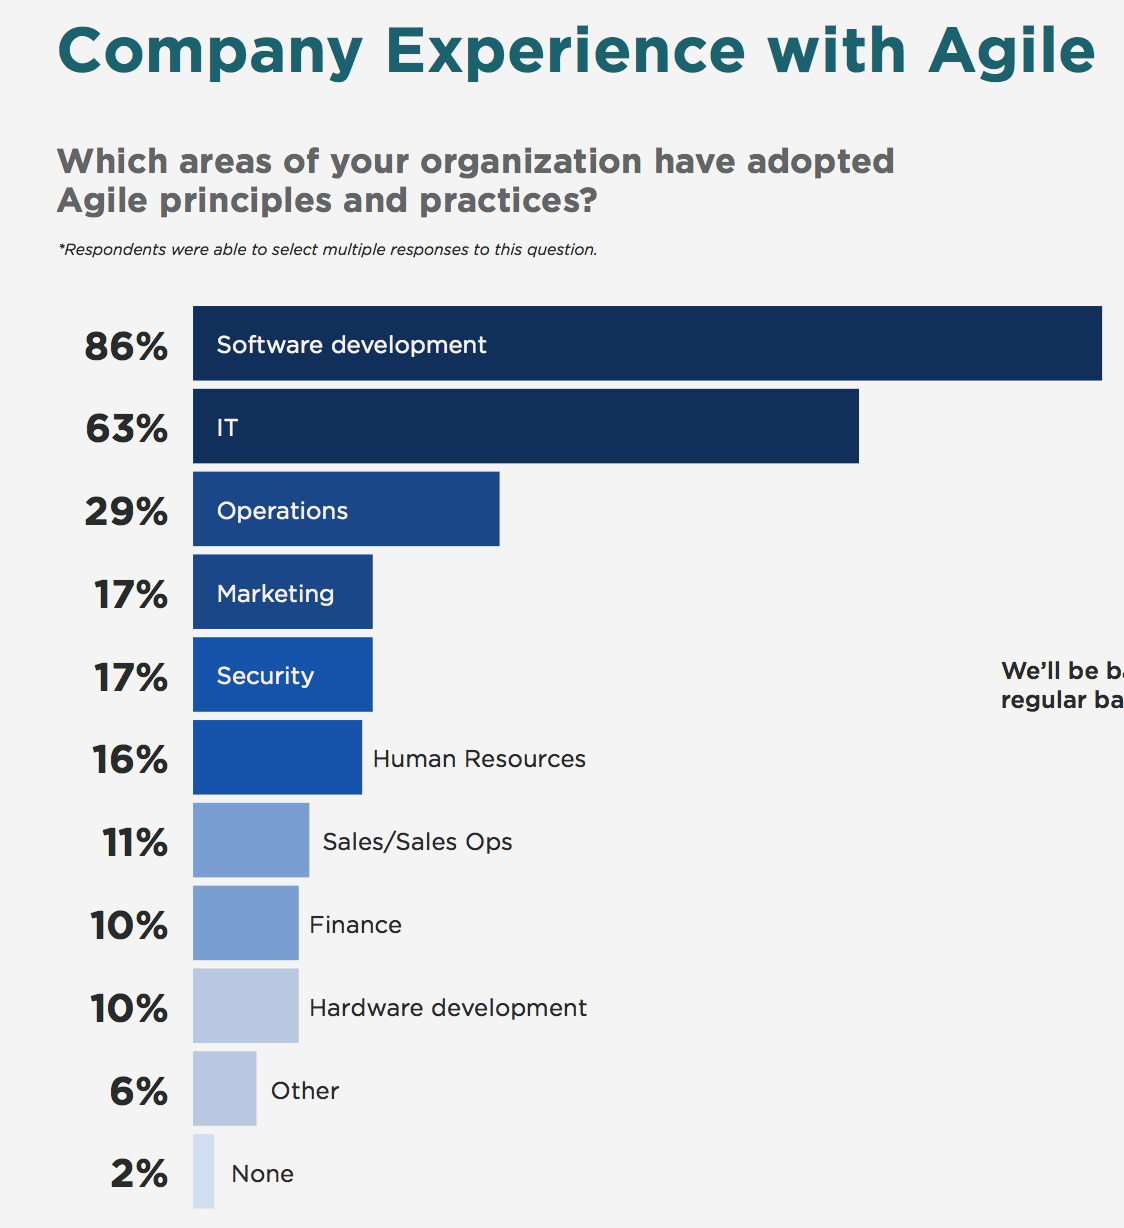 Company Experience with Agile
Which areas of your organization have adopted
Agile principles and practices?
*Respondents were able to select multiple responses to this question.
86% Software development
63% IT
29% Operations
17% Marketing
17% Security
We’ll be
regular
16% Human Resources
11% Sales/Sales Ops
10% Finance
10% Hardware development
6% Other
2% None